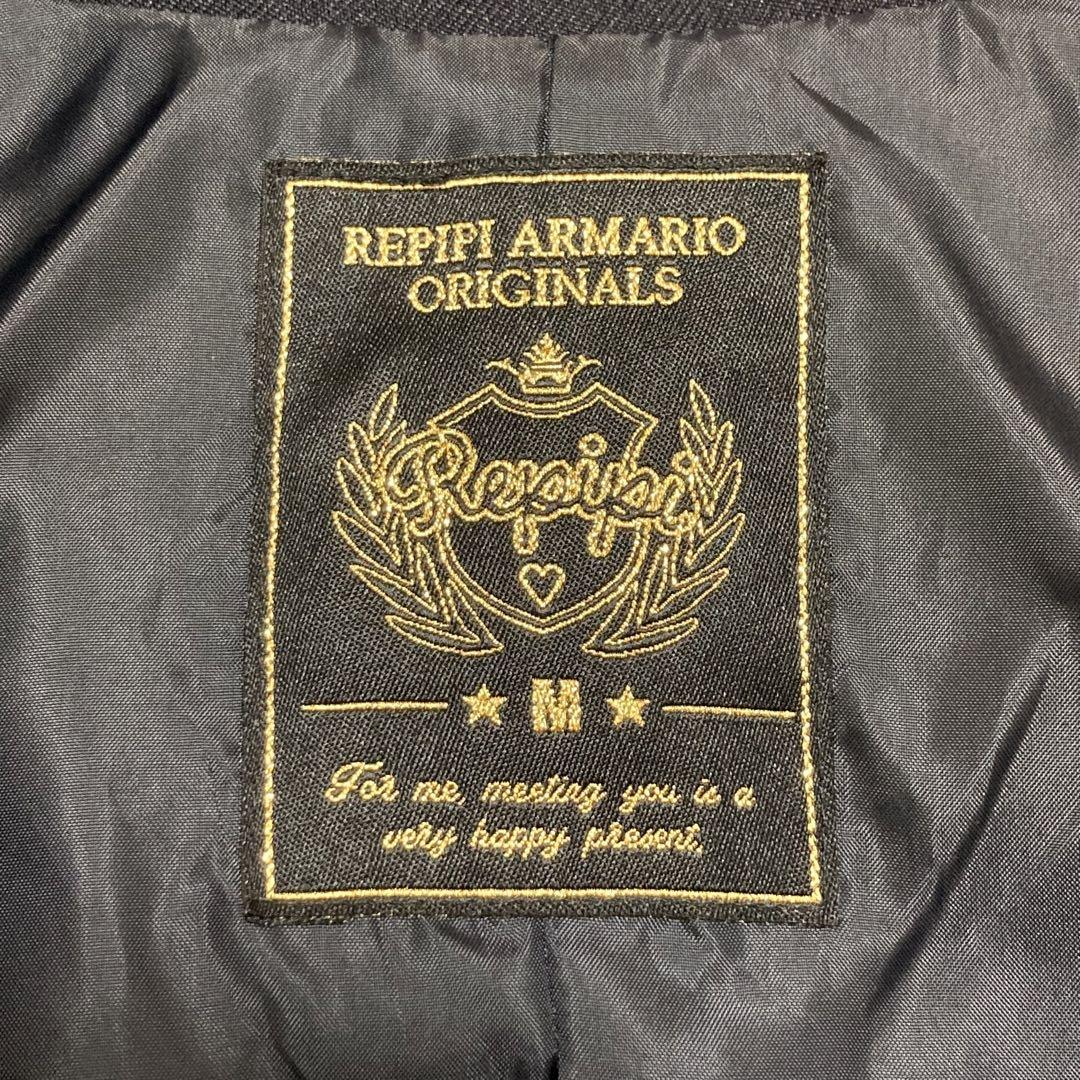 REPIPI ARMARIO
ORIGINALS
Repipi
M
For me, meeting you is a
very happy present.